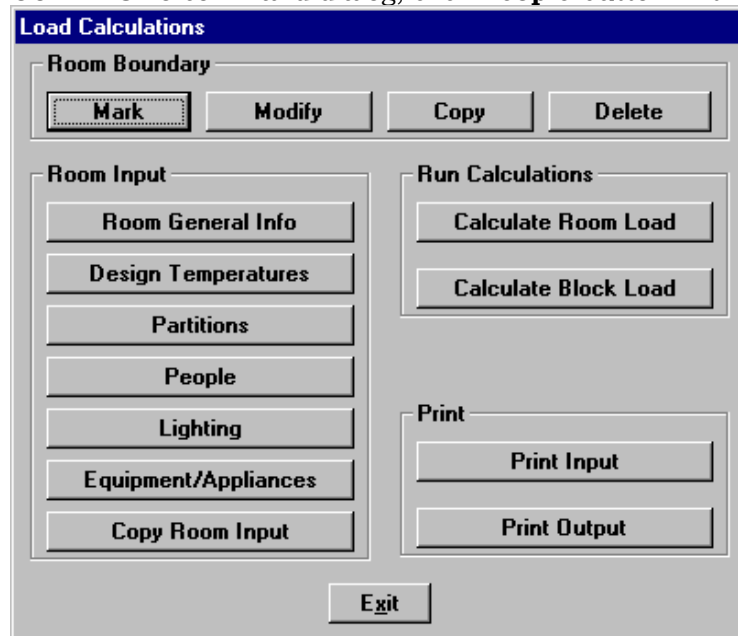 Load Calculations
Room Boundary
Mark Modify Copy Delete
Room Input
Room General Info
Design Temperatures
Partitions
People
Lighting
Equipment/Appliances
Copy Room Input
Run Calculations
Calculate Room Load
Calculate Block Load
Print
Print Input
Print Output
Exit